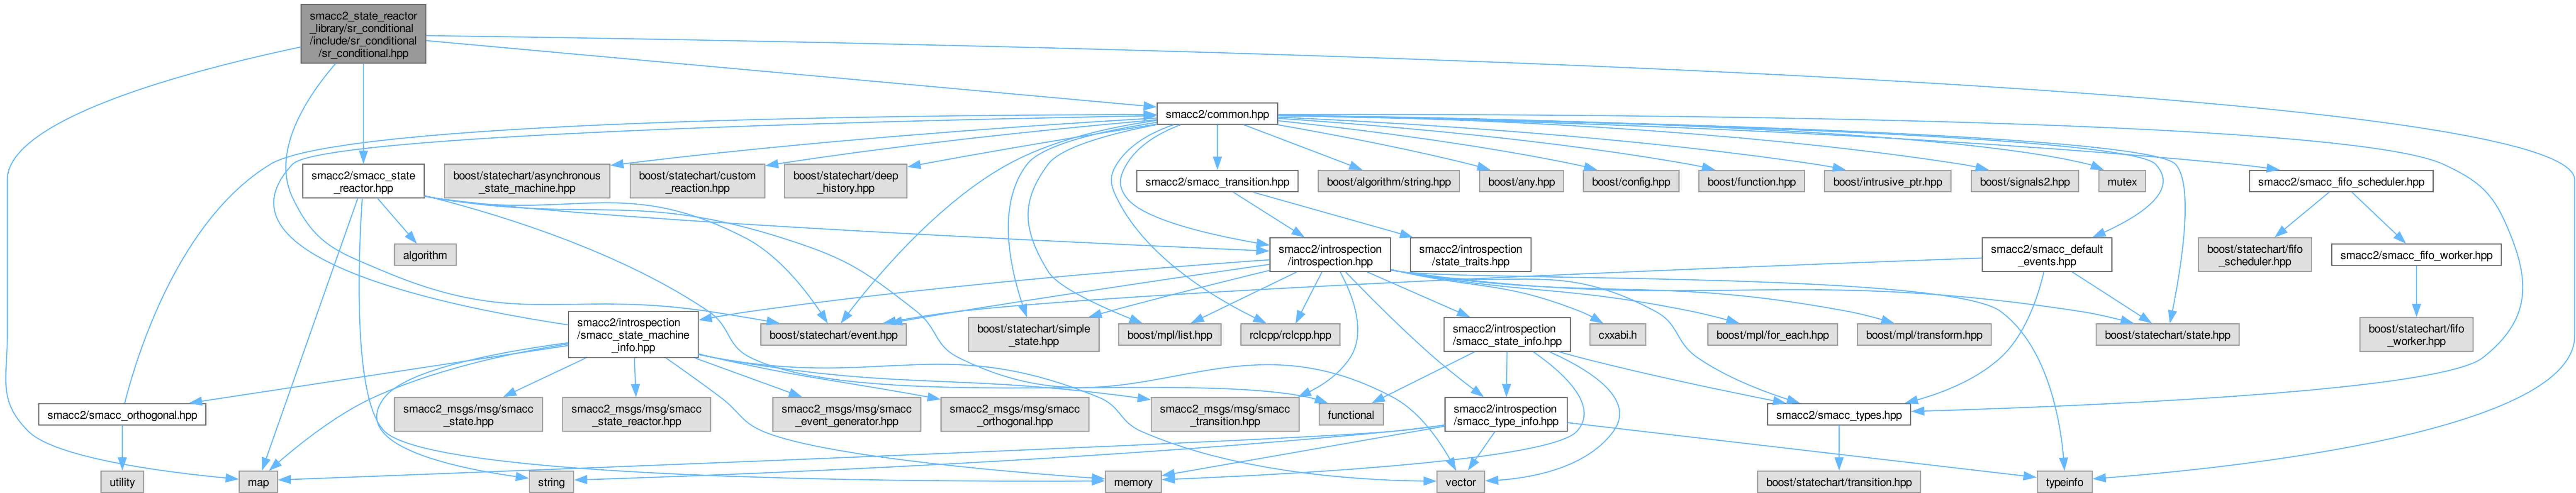 smacc2_state_reactor
_library/sr_conditional
/include/sr_conditional
/sr_conditional.hpp
smacc2/common.hpp
smacc2/smacc_state
_reactor.hpp
boost/statechart/asynchronous
_state_machine.hpp
boost/statechart/custom
_reaction.hpp
boost/statechart/deep
_history.hpp
smacc2/smacc_transition.hpp
boost/algorithm/string.hpp
boost/any.hpp
boost/config.hpp
boost/function.hpp
boost/intrusive_ptr.hpp
boost/signals2.hpp
mutex
smacc2/smacc_fifo_scheduler.hpp
algorithm
smacc2/introspection
/introspection.hpp
smacc2/introspection
/state_traits.hpp
smacc2/smacc_default
_events.hpp
boost/statechart/fifo
_scheduler.hpp
smacc2/smacc_fifo_worker.hpp
smacc2/introspection
/smacc_state_machine
_info.hpp
boost/statechart/event.hpp
boost/statechart/simple
_state.hpp
boost/mpl/list.hpp
rclcpp/rclcpp.hpp
smacc2/introspection
/smacc_state_info.hpp
cxxabi.h
boost/mpl/for_each.hpp
boost/mpl/transform.hpp
boost/statechart/state.hpp
boost/statechart/fifo
_worker.hpp
smacc2/smacc_orthogonal.hpp
smacc2_msgs/msg/smacc
_state.hpp
smacc2_msgs/msg/smacc
_state_reactor.hpp
smacc2_msgs/msg/smacc
_event_generator.hpp
smacc2_msgs/msg/smacc
_orthogonal.hpp
smacc2_msgs/msg/smacc
_transition.hpp
functional
smacc2/introspection
/smacc_type_info.hpp
smacc2/smacc_types.hpp
utility
map
string
memory
vector
boost/statechart/transition.hpp
typeinfo